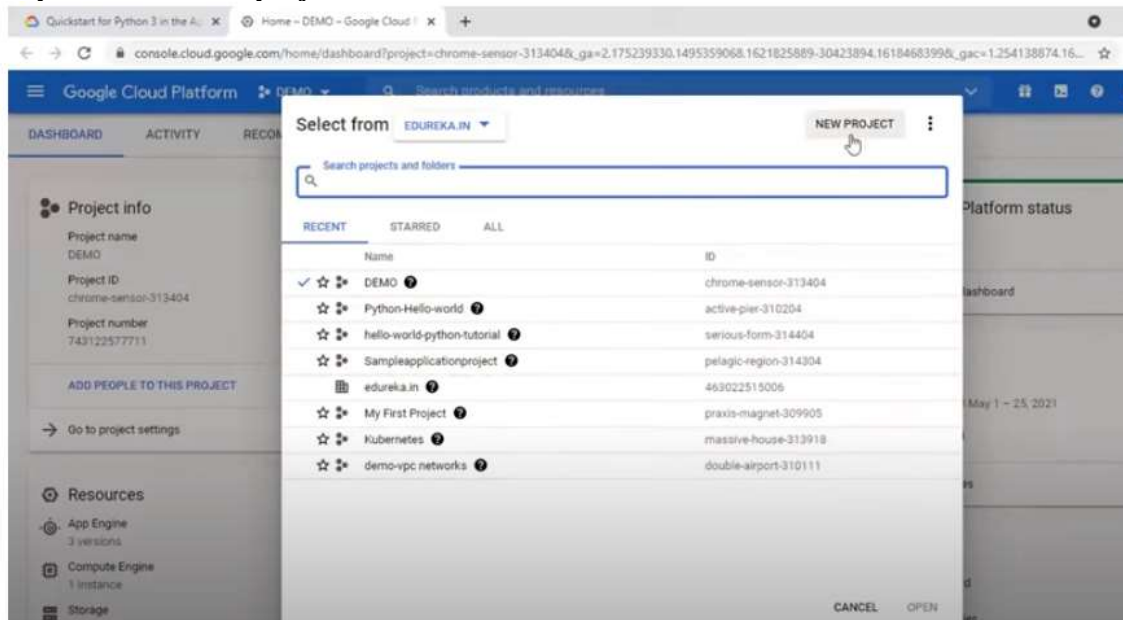 Quickstart for Python 3 in the A
Home – DEMO – Google Cloud
console.cloud.google.com/home/dashboard?project=chrome-sensor-313404&_ga=2.175239330.1495359068.1621825889-30423894.1618468399&_gac=1.254138874.16...
Google Cloud Platform
DEMO
Search products and resources
DASHBOARD ACTIVITY RECOM
Select from EDUREKA.IN
NEW PROJECT
Search projects and folders
RECENT STARRED ALL
Name ID
DEMO chrome-sensor-313404
Python-Hello-world active-pier-310204
hello-world-python-tutorial serious-form-314404
Sampleapplicationproject pelagic-region-314304
edureka.in 463022515006
My First Project praxis-magnet-309905
Kubernetes massive-house-313918
demo-vpc networks double-airport-310111
CANCEL OPEN
Project info
Project name
DEMO
Project ID
chrome-sensor-313404
Project number
743122577711
ADD PEOPLE TO THIS PROJECT
Go to project settings
Resources
App Engine
3 versions
Compute Engine
1 instance
Storage
Platform status
dashboard
May 1 – 25, 2021